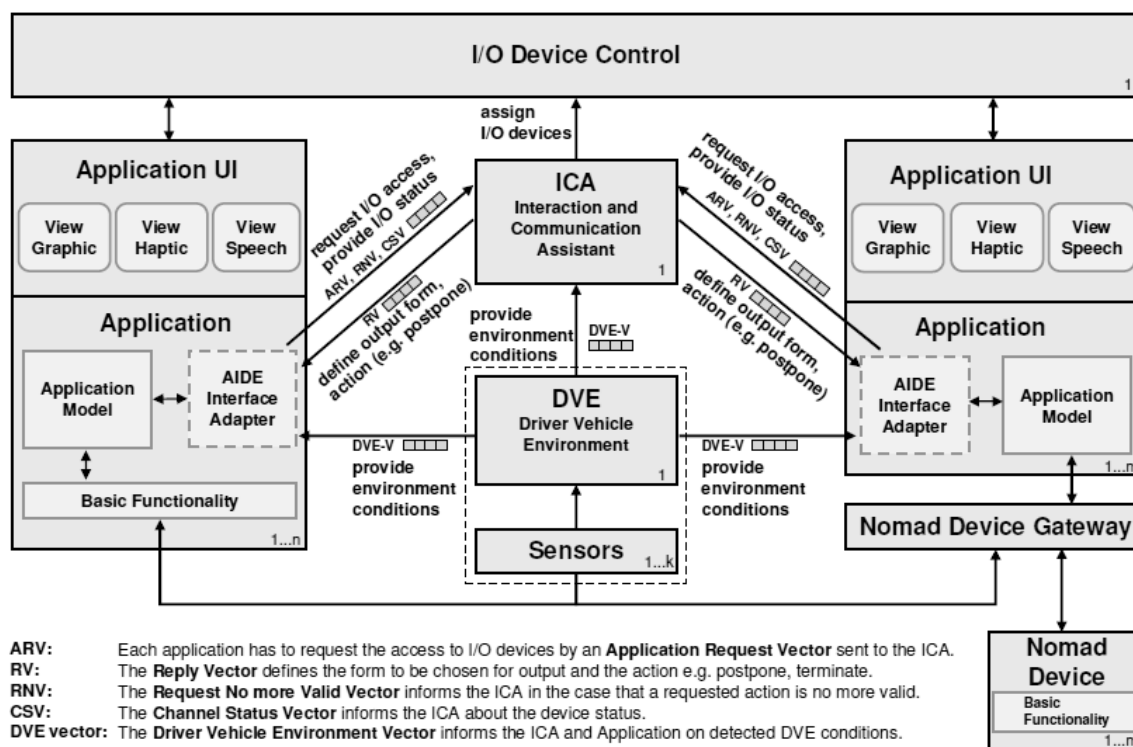 I/O Device Control
1
assign
I/O devices
Application UI
View
Graphic
View
Haptic
View
Speech
request I/O access,
provide I/O status
ARV, RNV, CSV
RV
define output form,
action (e.g. postpone)
ICA
Interaction and
Communication
Assistant
1
request I/O access,
provide I/O status
ARV, RNV, CSV
RV
define output form,
action (e.g. postpone)
Application UI
View
Graphic
View
Haptic
View
Speech
Application
Application
Model
AIDE
Interface
Adapter
Basic Functionality
1...n
provide
environment
conditions
DVE-V
DVE
Driver Vehicle
Environment
1
DVE-V
provide
environment
conditions
DVE-V
provide
environment
conditions
Sensors
1...k
Application
AIDE
Interface
Adapter
Application
Model
1...n
Nomad Device Gateway
Nomad
Device
Basic
Functionality
1...n
ARV: Each application has to request the access to I/O devices by an Application Request Vector sent to the ICA.
RV: The Reply Vector defines the form to be chosen for output and the action e.g. postpone, terminate.
RNV: The Request No more Valid Vector informs the ICA in the case that a requested action is no more valid.
CSV: The Channel Status Vector informs the ICA about the device status.
DVE vector: The Driver Vehicle Environment Vector informs the ICA and Application on detected DVE conditions.